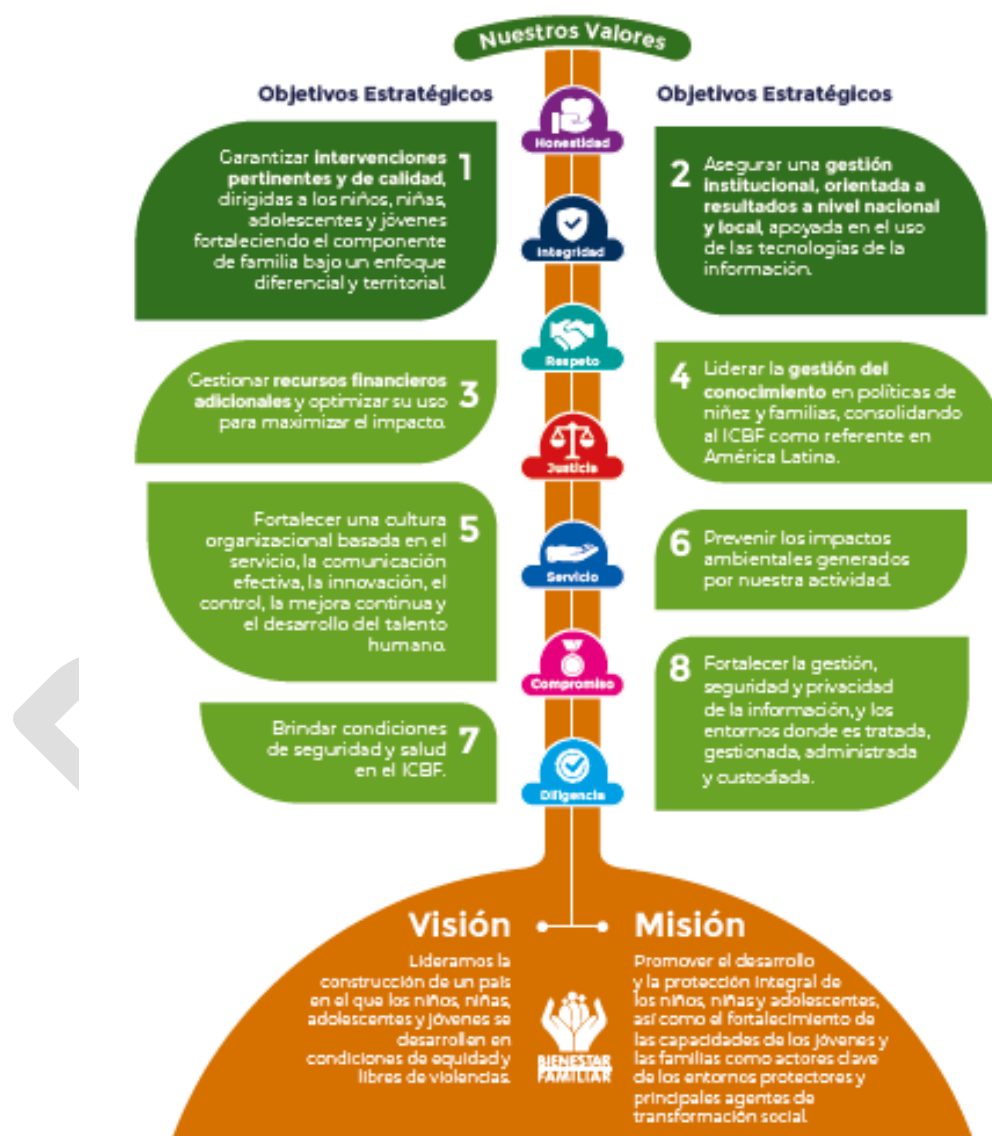 Nuestros Valores
Objetivos Estratégicos
Objetivos Estratégicos
Honestidad
Integridad
Respeto
Justicia
Servicio
Compromiso
Diligencia
1
Garantizar intervenciones
pertinentes y de calidad,
dirigidas a los niños, niñas,
adolescentes y jóvenes
fortaleciendo el componente
de familia bajo un enfoque
diferencial y territorial.
2
Asegurar una gestión
institucional, orientada a
resultados a nivel nacional
y local, apoyada en el uso
de las tecnologías de la
información.
3
Gestionar recursos financieros
adicionales y optimizar su uso
para maximizar el impacto.
4
Liderar la gestión del
conocimiento en políticas de
niñez y familias, consolidando
al ICBF como referente en
América Latina.
5
Fortalecer una cultura
organizacional basada en el
servicio, la comunicación
efectiva, la innovación, el
control, la mejora continua y
el desarrollo del talento
humano.
6
Prevenir los impactos
ambientales generados
por nuestra actividad.
7
Brindar condiciones
de seguridad y salud
en el ICBF.
8
Fortalecer la gestión,
seguridad y privacidad
de la información, y los
entornos donde es tratada,
gestionada, administrada
y custodiada.
Visión
Lideramos la
construcción de un país
en el que los niños, niñas,
adolescentes y jóvenes se
desarrollen en
condiciones de equidad y
libres de violencias.
BIENESTAR
FAMILIAR
Misión
Promover el desarrollo
y la protección integral de
los niños, niñas y adolescentes,
así como el fortalecimiento de
las capacidades de los jóvenes y
las familias como actores clave
de los entornos protectores y
principales agentes de
transformación social.